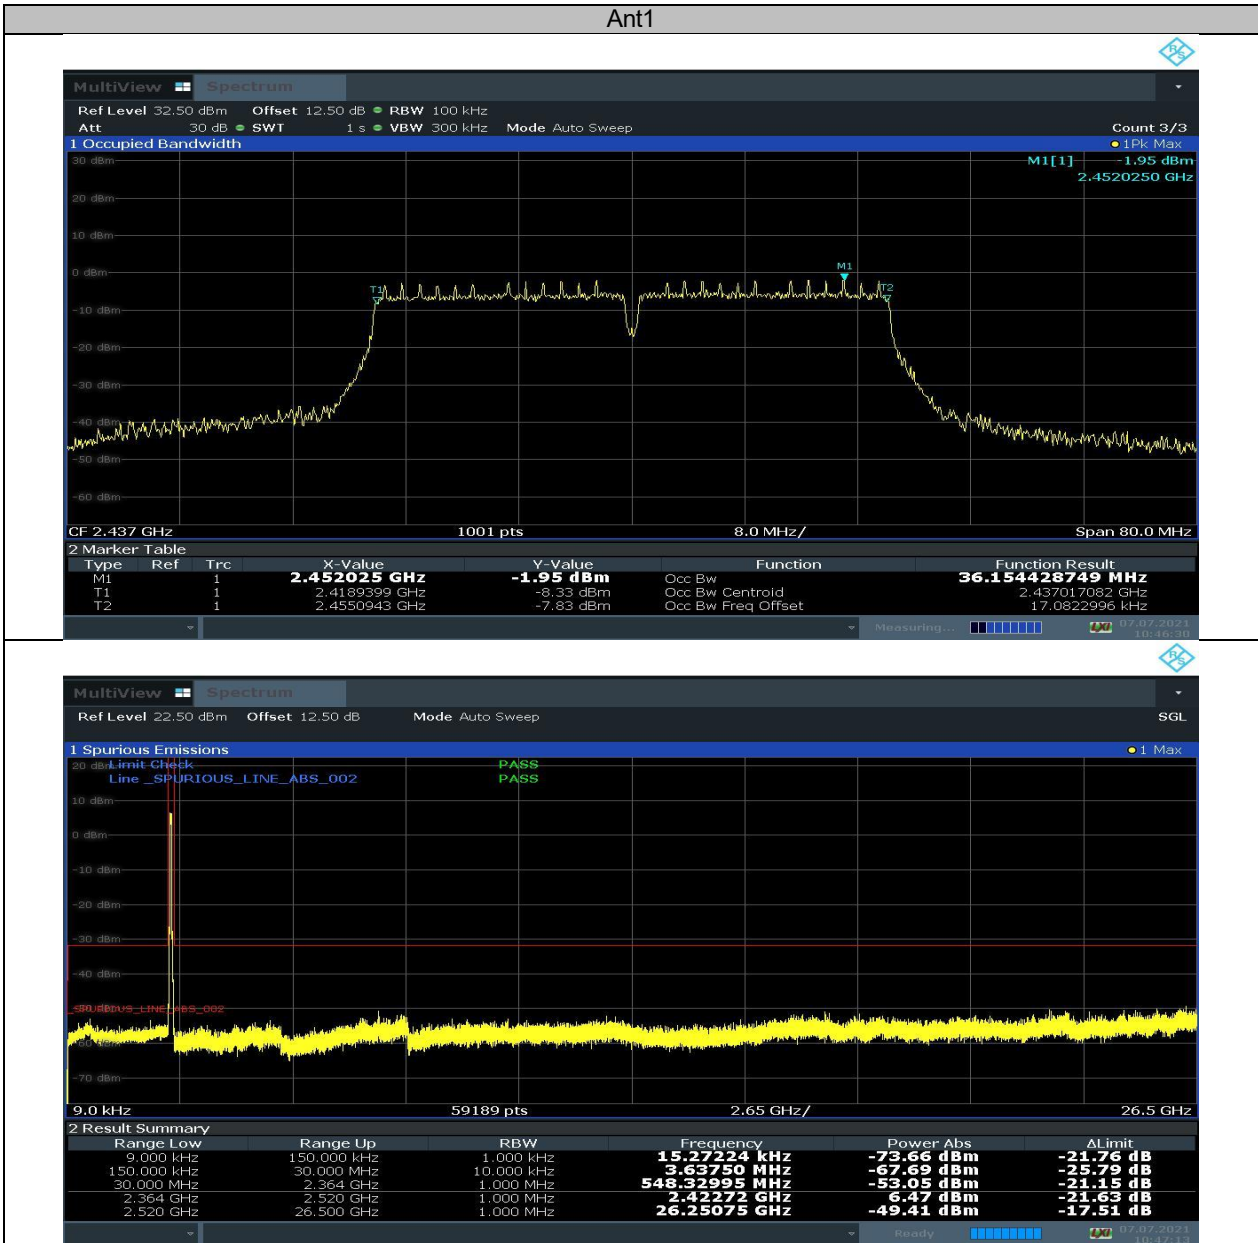 Ant1
R&S
MultiView Spectrum
Ref Level 32.50 dBm Offset 12.50 dB RBW 100 kHz
Att 30 dB SWT 1 s VBW 300 kHz Mode Auto Sweep Count 3/3
1 Occupied Bandwidth 1Pk Max
30 dBm M1[1] -1.95 dBm
2.4520250 GHz
20 dBm
10 dBm
0 dBm
M1
T1 T2
-10 dBm
-20 dBm
-30 dBm
-40 dBm
-50 dBm
-60 dBm
CF 2.437 GHz 1001 pts 8.0 MHz/ Span 80.0 MHz
2 Marker Table
Type Ref Trc X-Value Y-Value Function Function Result
M1 1 2.452025 GHz -1.95 dBm Occ Bw 36.154428749 MHz
T1 1 2.4189399 GHz -8.33 dBm Occ Bw Centroid 2.437017082 GHz
T2 1 2.4550943 GHz -7.83 dBm Occ Bw Freq Offset 17.0822996 kHz
Measuring... LXI 07.07.2021
10:46:30
R&S
MultiView Spectrum
Ref Level 22.50 dBm Offset 12.50 dB Mode Auto Sweep SGL
1 Spurious Emissions 1 Max
20 dBm Limit Check PASS
Line _SPURIOUS_LINE_ABS_002 PASS
10 dBm
0 dBm
-10 dBm
-20 dBm
-30 dBm
-40 dBm
-50 dBm
_SPURIOUS_LINE_ABS_002
-60 dBm
-70 dBm
9.0 kHz 59189 pts 2.65 GHz/ 26.5 GHz
2 Result Summary
Range Low Range Up RBW Frequency Power Abs ΔLimit
9.000 kHz 150.000 kHz 1.000 kHz 15.27224 kHz -73.66 dBm -21.76 dB
150.000 kHz 30.000 MHz 10.000 kHz 3.63750 MHz -67.69 dBm -25.79 dB
30.000 MHz 2.364 GHz 1.000 MHz 548.32995 MHz -53.05 dBm -21.15 dB
2.364 GHz 2.520 GHz 1.000 MHz 2.42272 GHz 6.47 dBm -21.63 dB
2.520 GHz 26.500 GHz 1.000 MHz 26.25075 GHz -49.41 dBm -17.51 dB
Ready LXI 07.07.2021
10:47:13